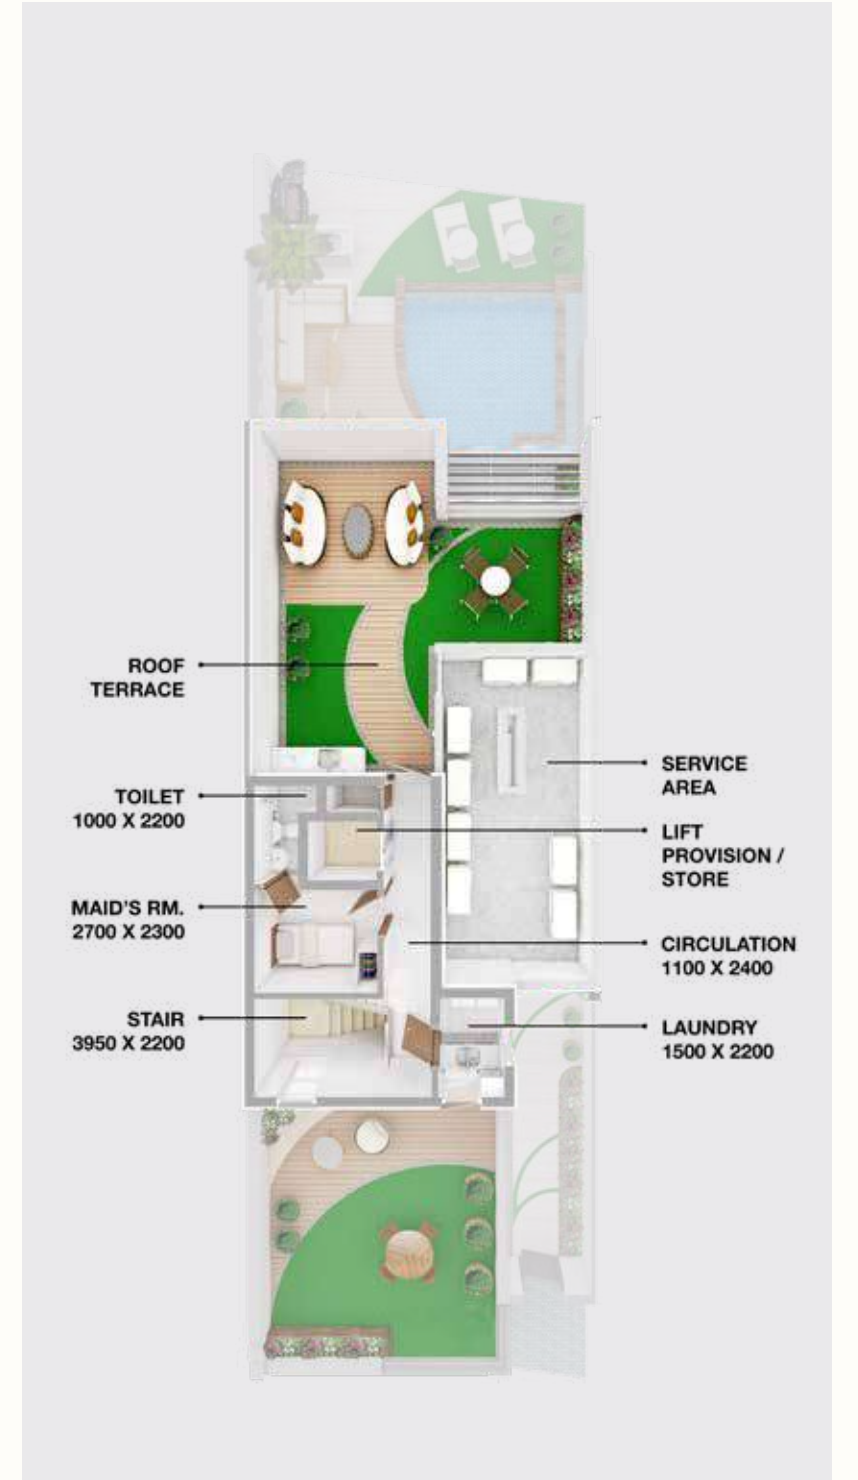 ROOF
TERRACE
TOILET
1000 X 2200
MAID'S RM.
2700 X 2300
STAIR
3950 X 2200
SERVICE
AREA
LIFT
PROVISION /
STORE
CIRCULATION
1100 X 2400
LAUNDRY
1500 X 2200